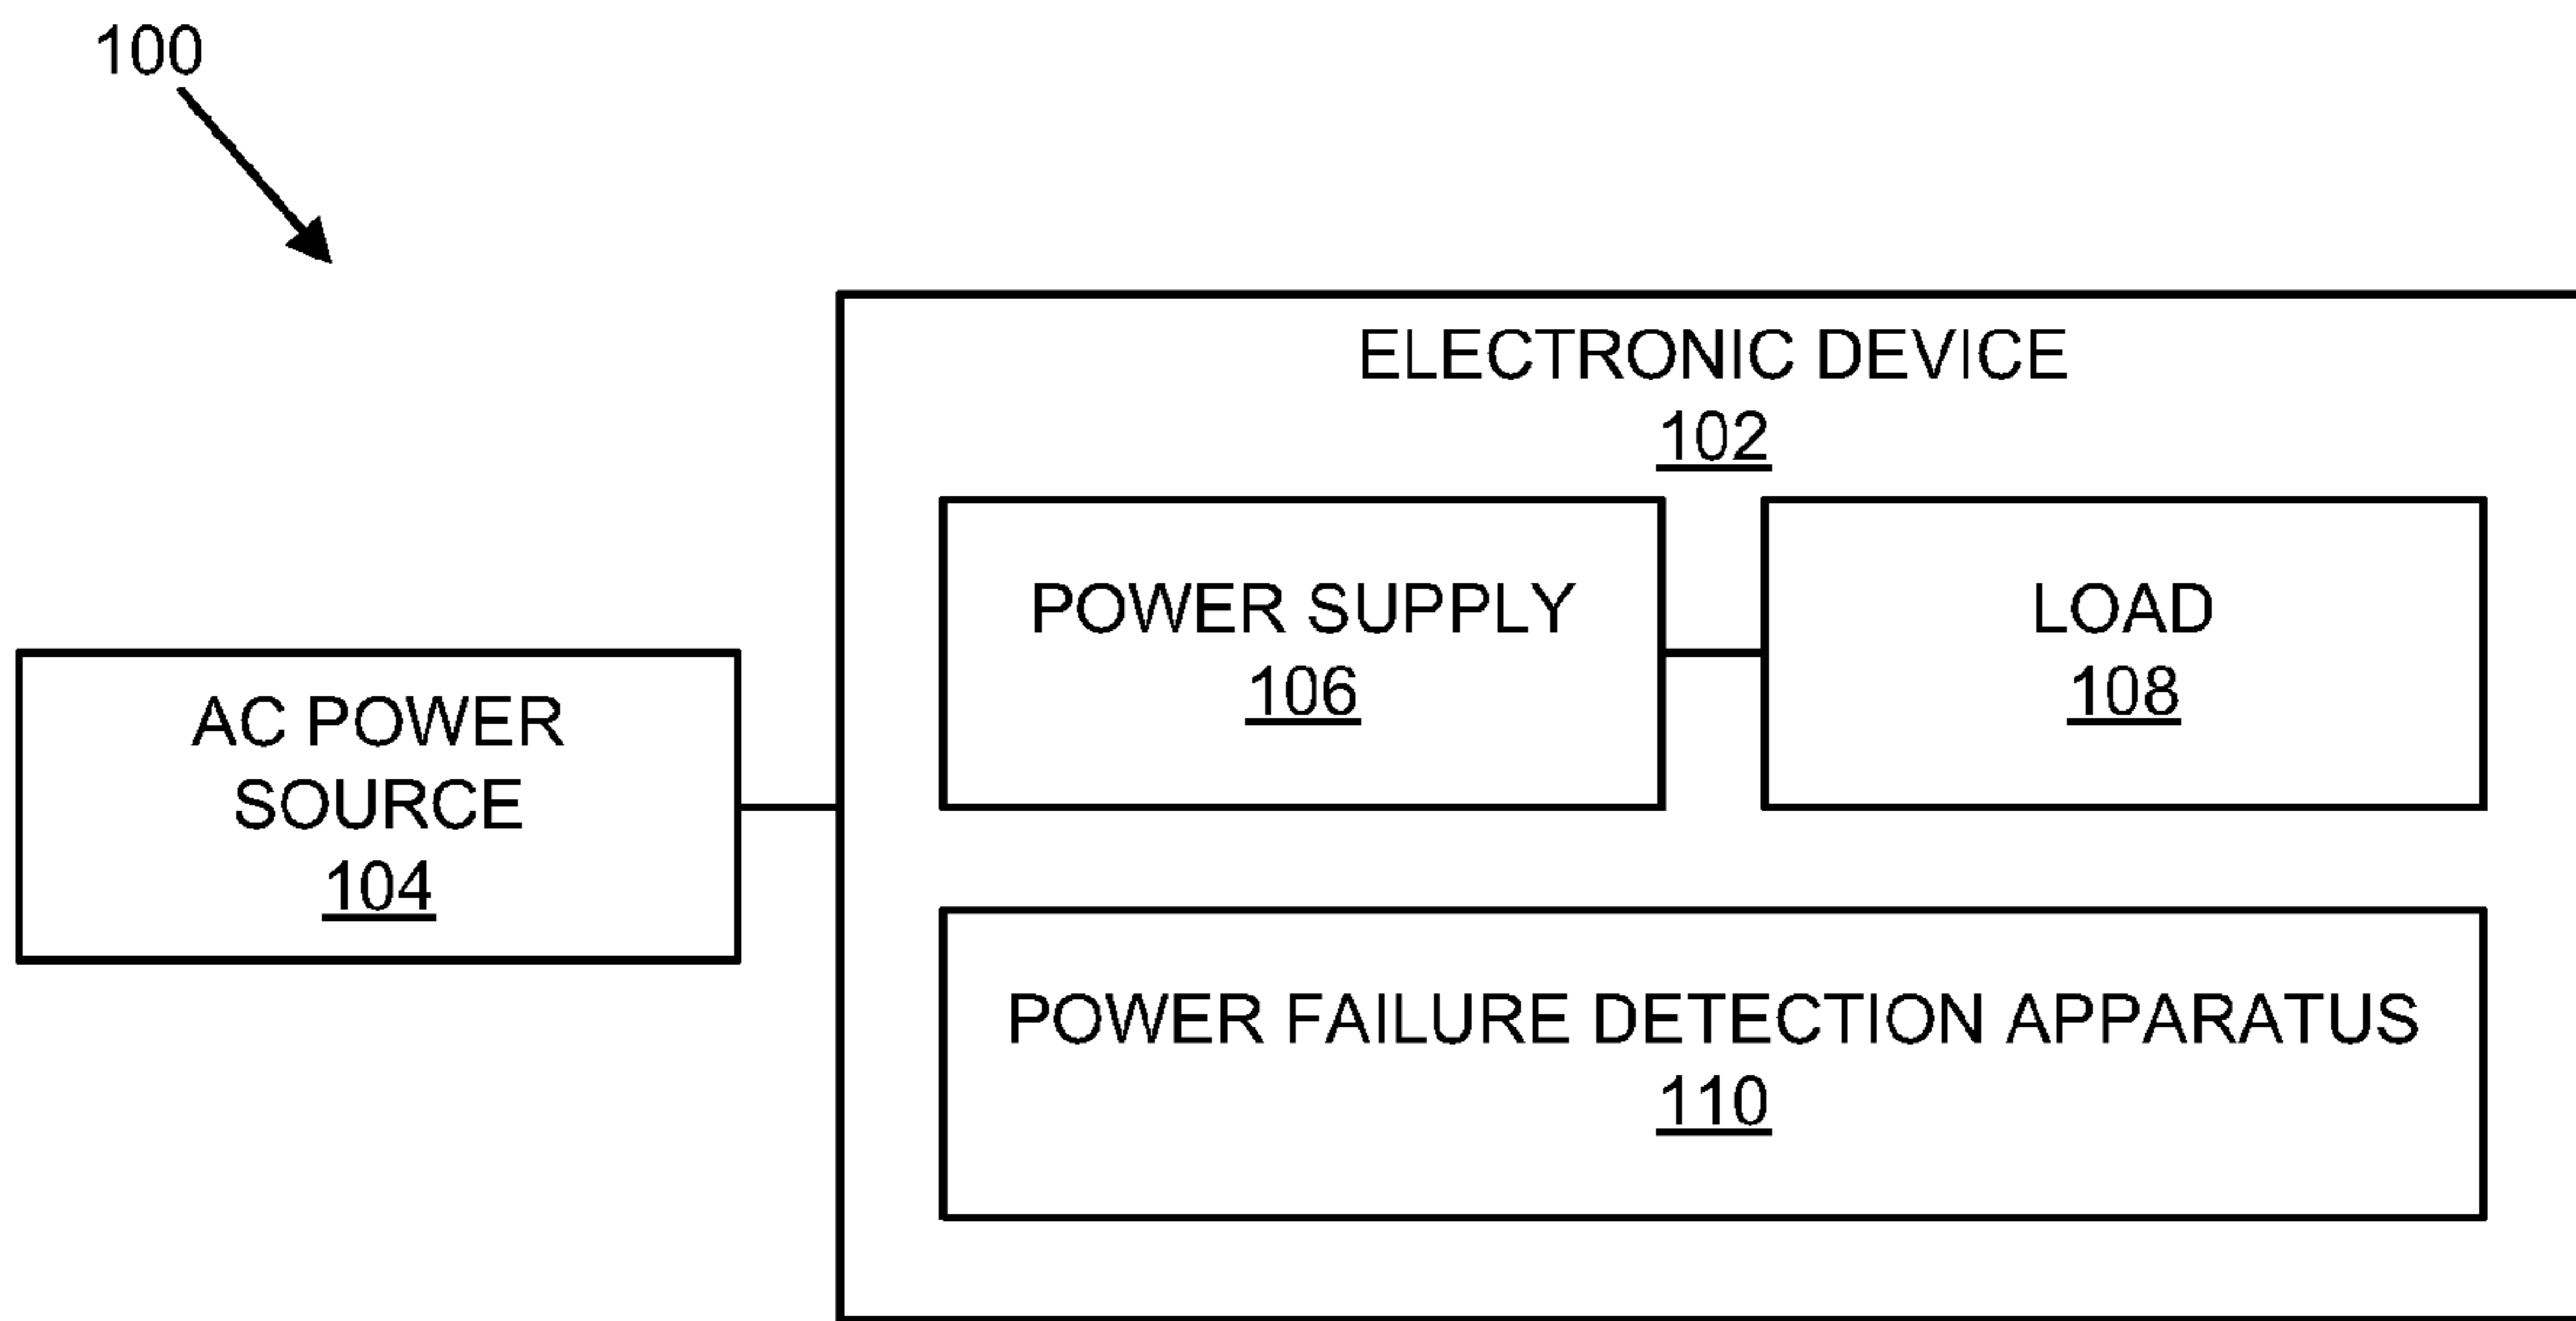 100
ELECTRONIC DEVICE
102
POWER SUPPLY
106
LOAD
108
AC POWER
SOURCE
104
POWER FAILURE DETECTION APPARATUS
110